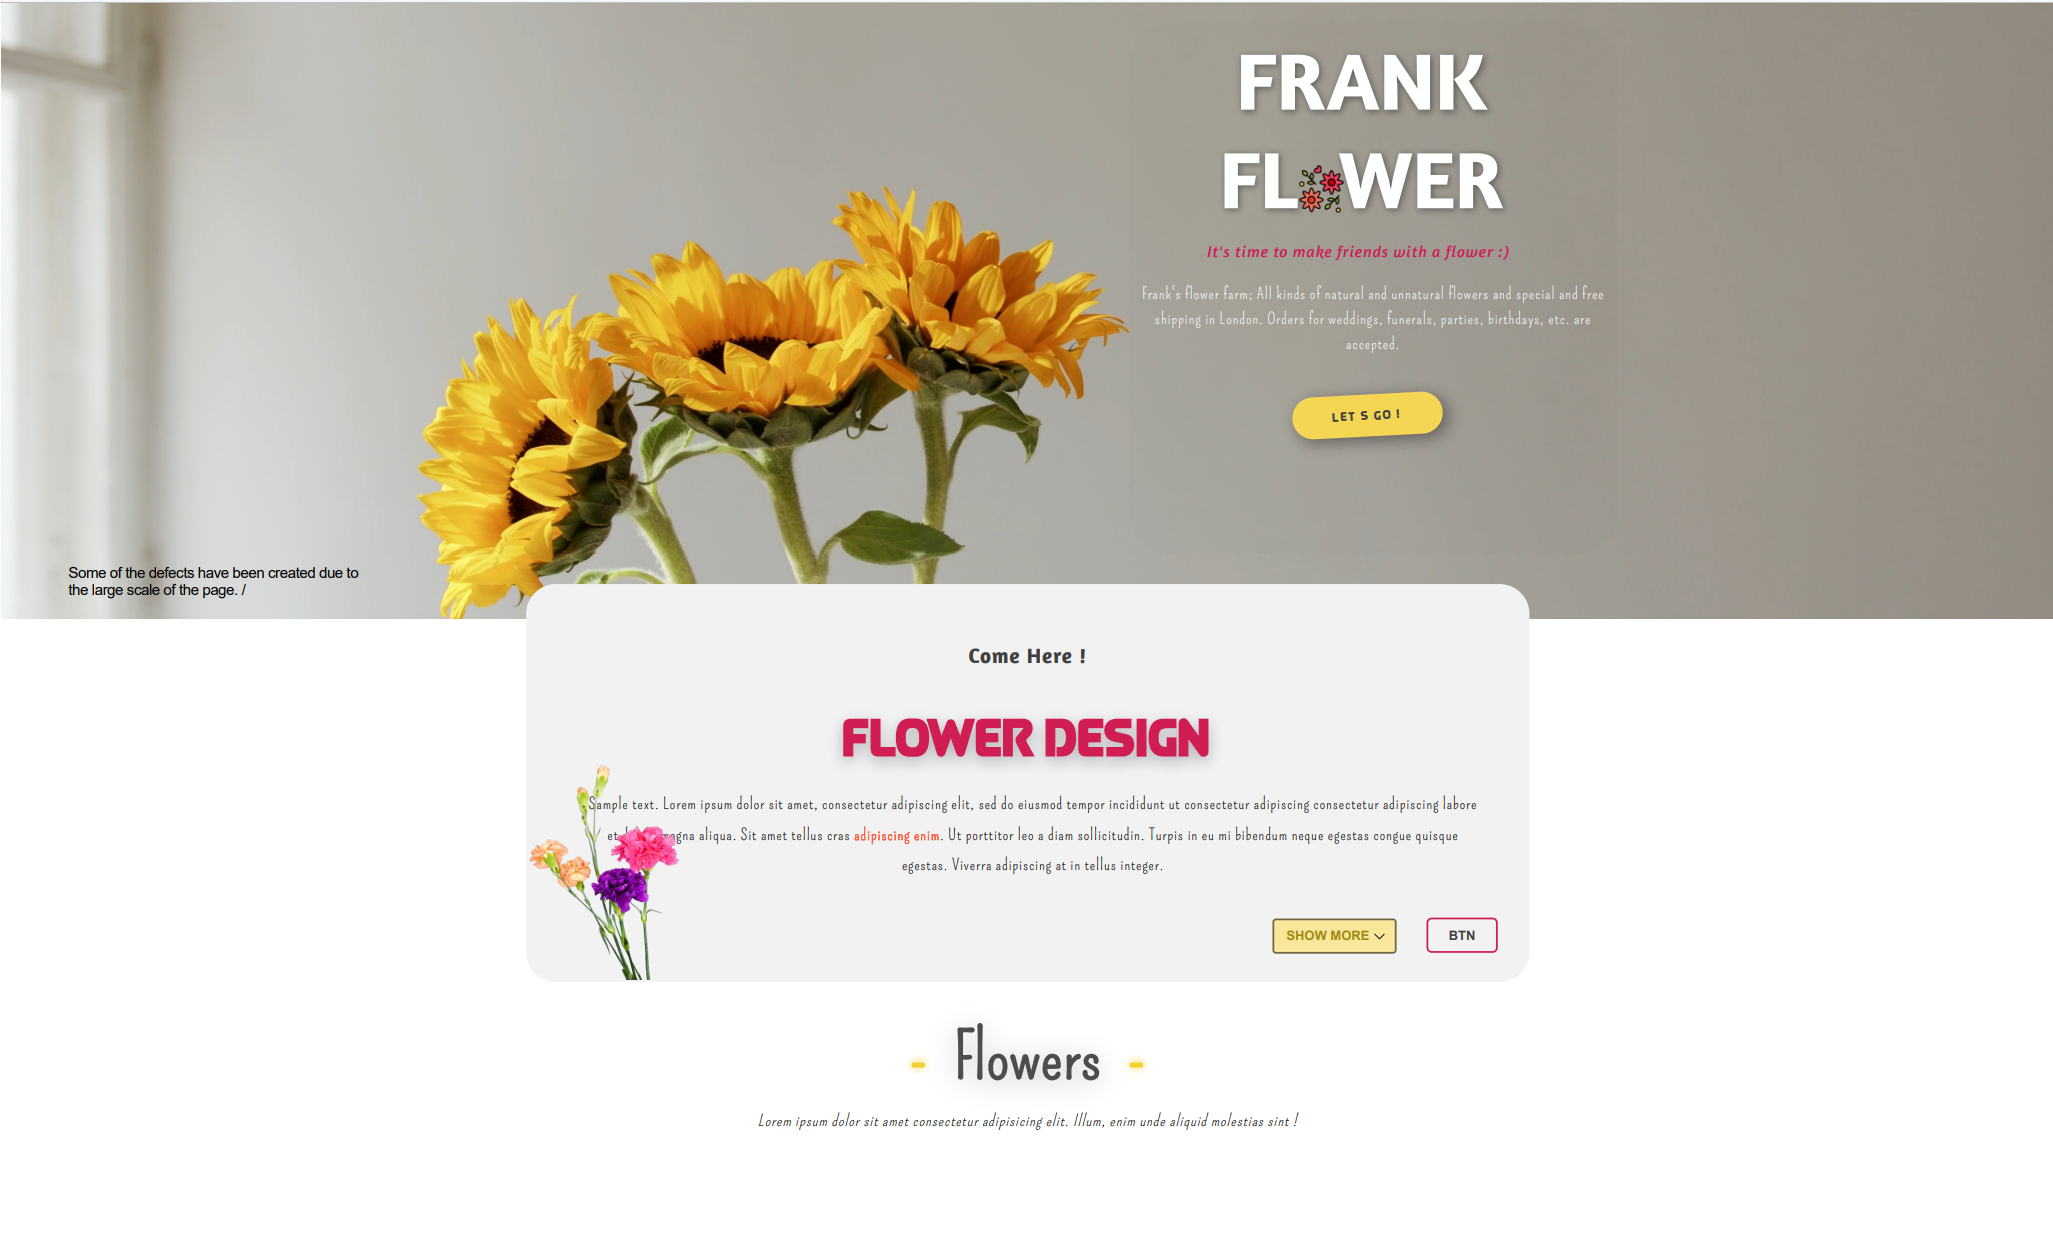 FRANK
FLWER
It's time to make friends with a flower :)
Frank's flower farm; All kinds of natural and unnatural flowers and special and free
shipping in London. Orders for weddings, funerals, parties, birthdays, etc. are
accepted.
LET S GO !
Some of the defects have been created due to
the large scale of the page. /
Come Here !
FLOWER DESIGN
Sample text. Lorem ipsum dolor sit amet, consectetur adipiscing elit, sed do eiusmod tempor incididunt ut consectetur adipiscing consectetur adipiscing labore
et magna aliqua. Sit amet tellus cras adipiscing enim. Ut porttitor leo a diam sollicitudin. Turpis in eu mi bibendum neque egestas congue quisque
egestas. Viverra adipiscing at in tellus integer.
SHOW MORE
BTN
- Flowers -
Lorem ipsum dolor sit amet consectetur adipisicing elit. Illum, enim unde aliquid molestias sint !